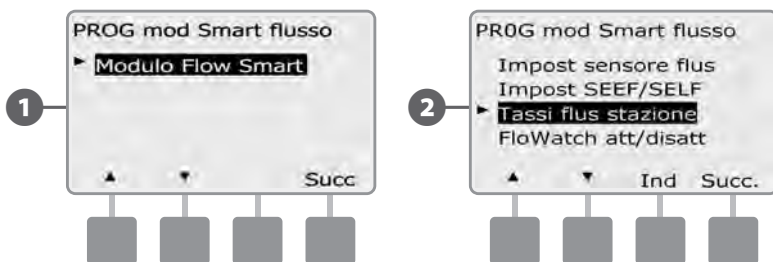 1
PROG mod Smart flusso
Modulo Flow Smart
Succ
2
PR0G mod Smart flusso
Impost sensore flus
Impost SEEF/SELF
Tassi flus stazione
FloWatch att/disatt
Ind Succ.